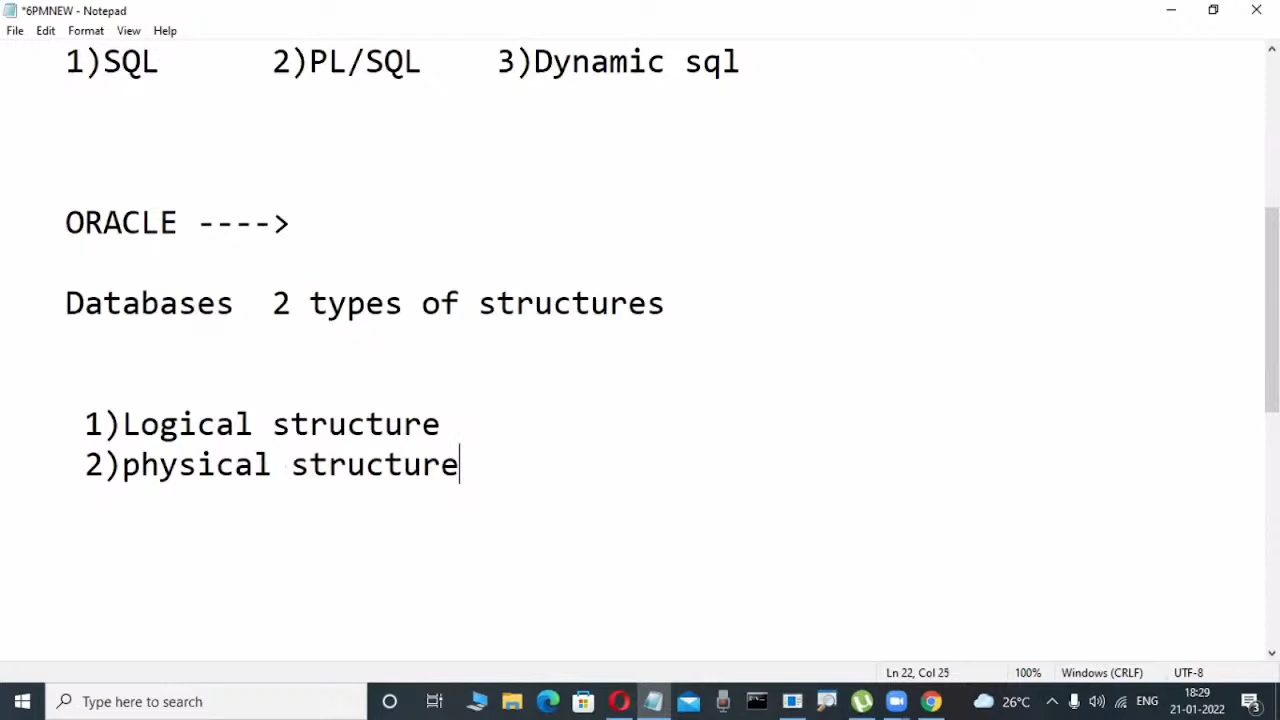 *6PMNEW - Notepad
File Edit Format View Help
1)SQL 2)PL/SQL 3)Dynamic sql
ORACLE ---->
Databases 2 types of structures
1)Logical structure
2)physical structure
Ln 22, Col 25 100% Windows (CRLF) UTF-8
Type here to search 26°C ENG 18:29
21-01-2022 3